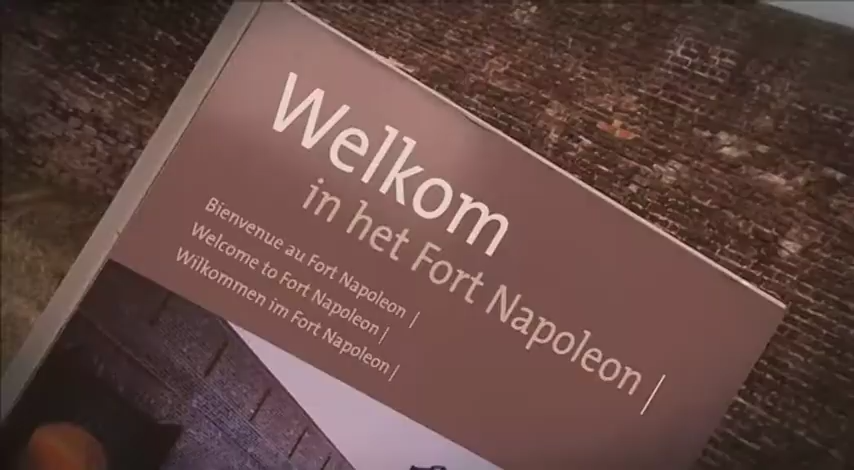 Welkom
in het Fort Napoleon |
Bienvenue au Fort Napoleon |
Welcome to Fort Napoleon |
Wilkommen im Fort Napoleon |